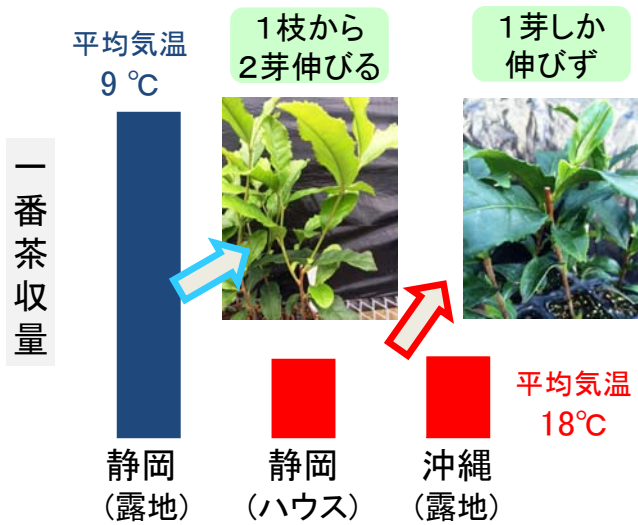 平均気温
9 ℃
1枝から
2芽伸びる
1芽しか
伸びず
一番茶収量
平均気温
18℃
静岡
(露地)
静岡
(ハウス)
沖縄
(露地)